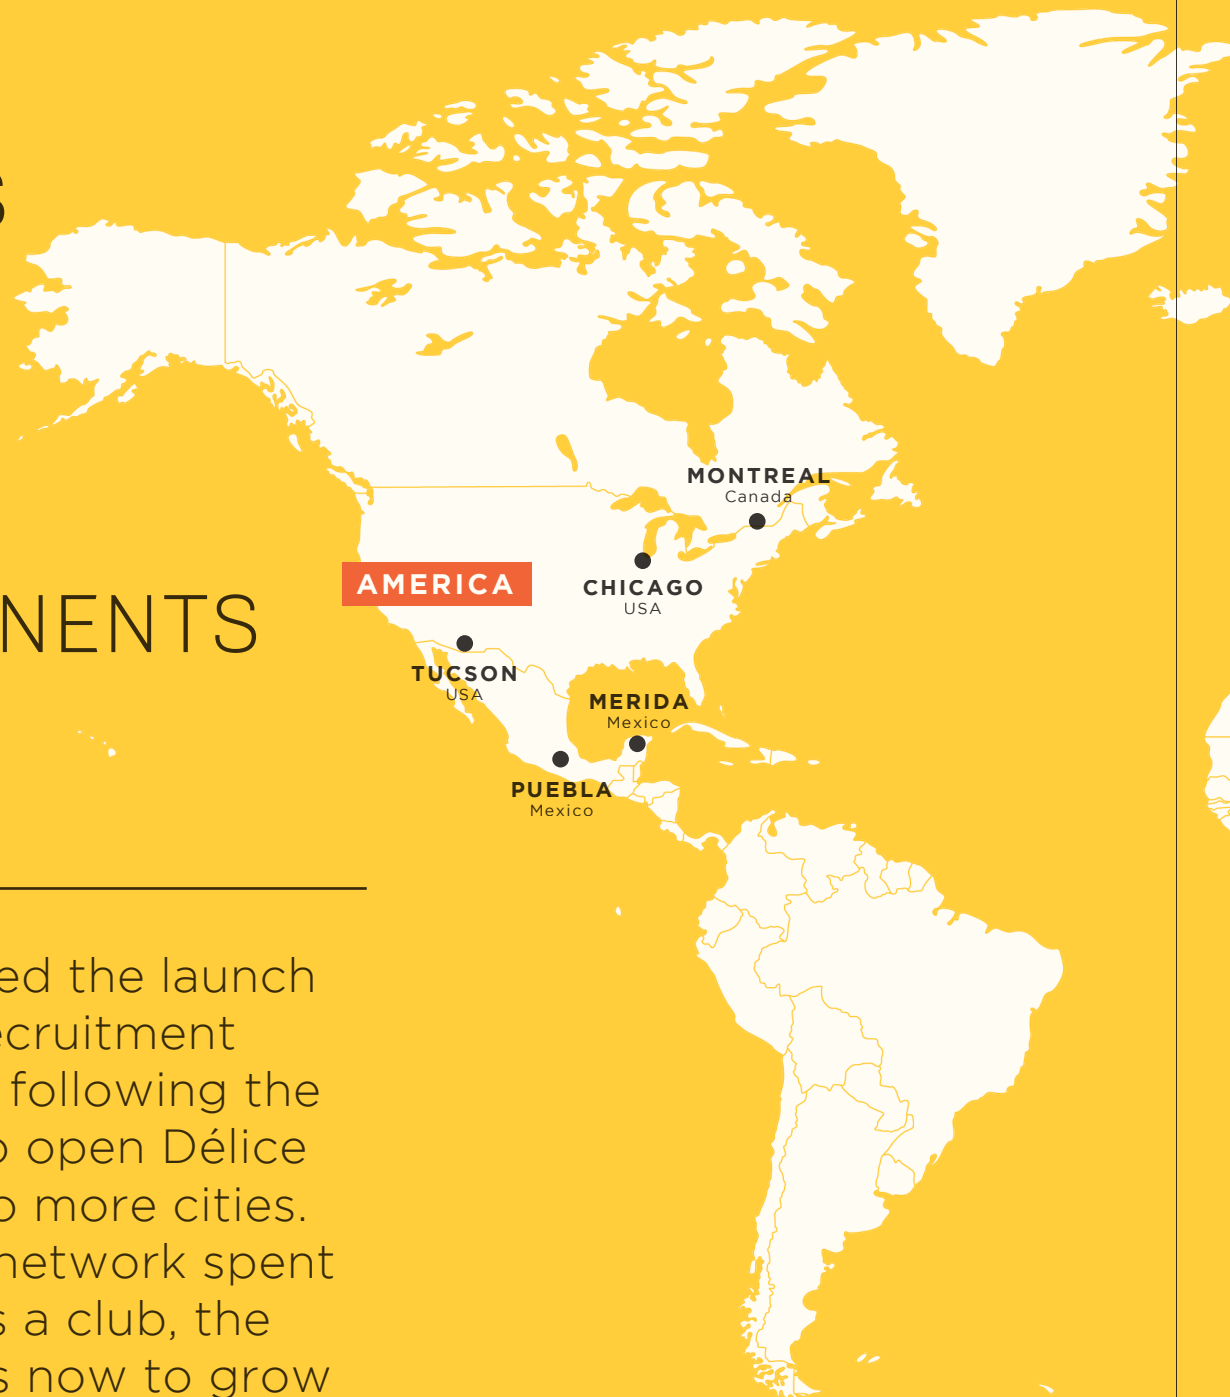 S
NENTS
ed the launch
ecruitment
following the
o open Délice
o more cities.
network spent
s a club, the
s now to grow
MONTREAL
Canada
AMERICA
CHICAGO
USA
TUCSON
USA
MERIDA
Mexico
PUEBLA
Mexico